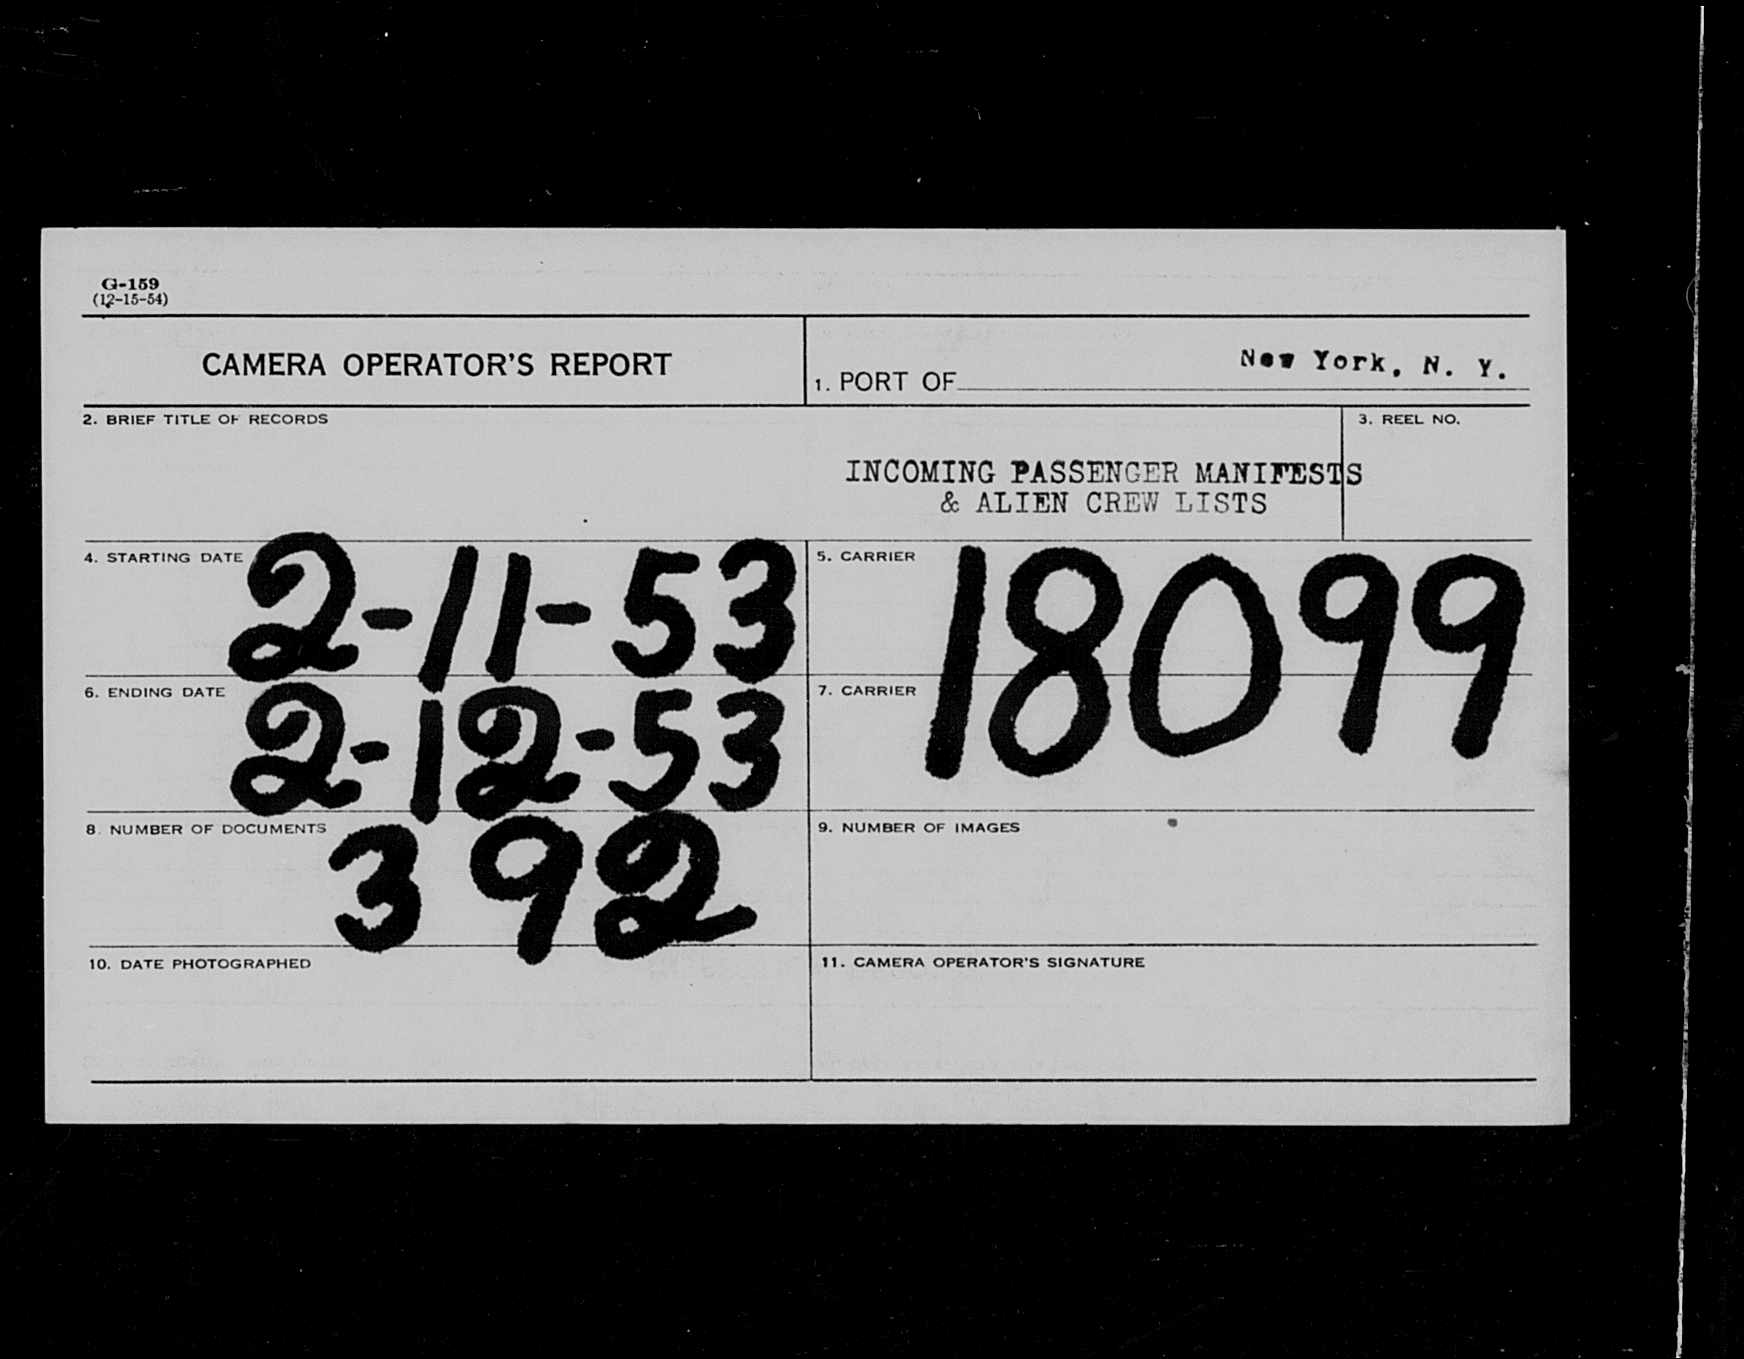 G-159
(12-15-54)
CAMERA OPERATOR'S REPORT
1. PORT OF New York, N. Y.
2. BRIEF TITLE OF RECORDS
3. REEL NO.
INCOMING PASSENGER MANIFESTS
& ALIEN CREW LISTS
4. STARTING DATE 2-11-53
5. CARRIER 18099
6. ENDING DATE 2-12-53
7. CARRIER
8. NUMBER OF DOCUMENTS 392
9. NUMBER OF IMAGES
10. DATE PHOTOGRAPHED
11. CAMERA OPERATOR'S SIGNATURE